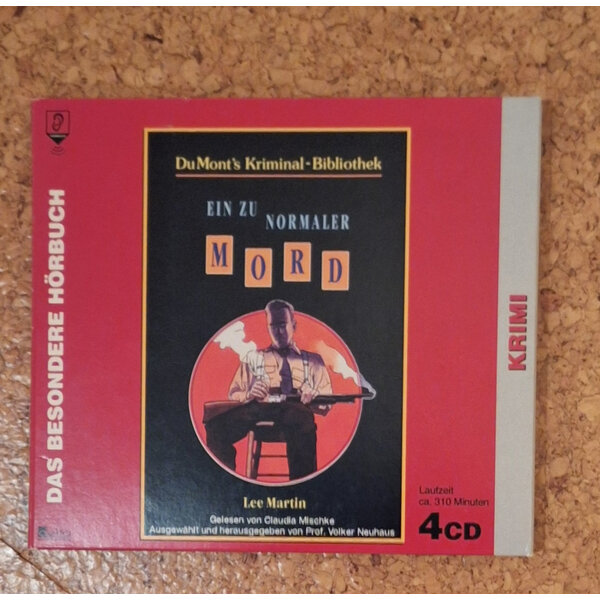 DAS BESONDERE HÖRBUCH
DuMont's Kriminal-Bibliothek
EIN ZU
NORMALER
MORD
Lee Martin
Gelesen von Claudia Mischke
Ausgewählt und herausgegeben von Prof. Volker Neuhaus
KRIMI
Laufzeit
ca. 310 Minuten
4CD